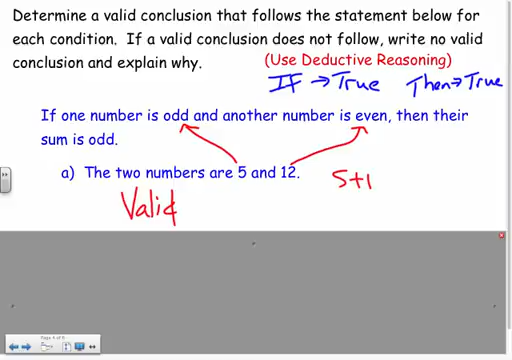 Determine a valid conclusion that follows the statement below for
each condition. If a valid conclusion does not follow, write no valid
conclusion and explain why.
(Use Deductive Reasoning)
IF → True Then → True
If one number is odd and another number is even, then their
sum is odd.
a) The two numbers are 5 and 12.
Valid
5+1